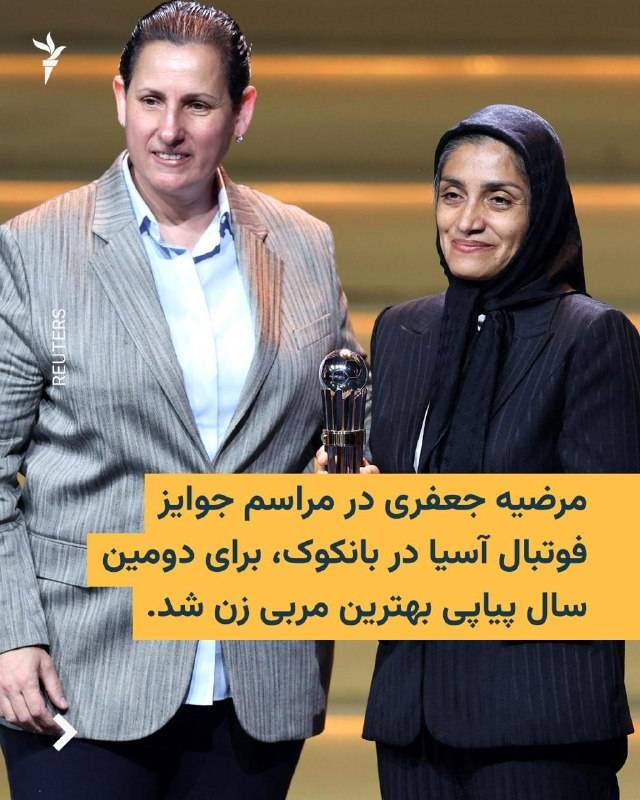 REUTERS
مرضیه جعفری در مراسم جوایز
فوتبال آسیا در بانکوک، برای دومین
سال پیاپی بهترین مربی زن شد.